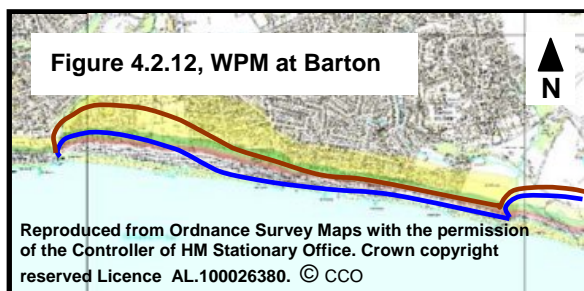 Figure 4.2.12, WPM at Barton
N
Reproduced from Ordnance Survey Maps with the permission
of the Controller of HM Stationary Office. Crown copyright
reserved Licence AL.100026380. © CCO